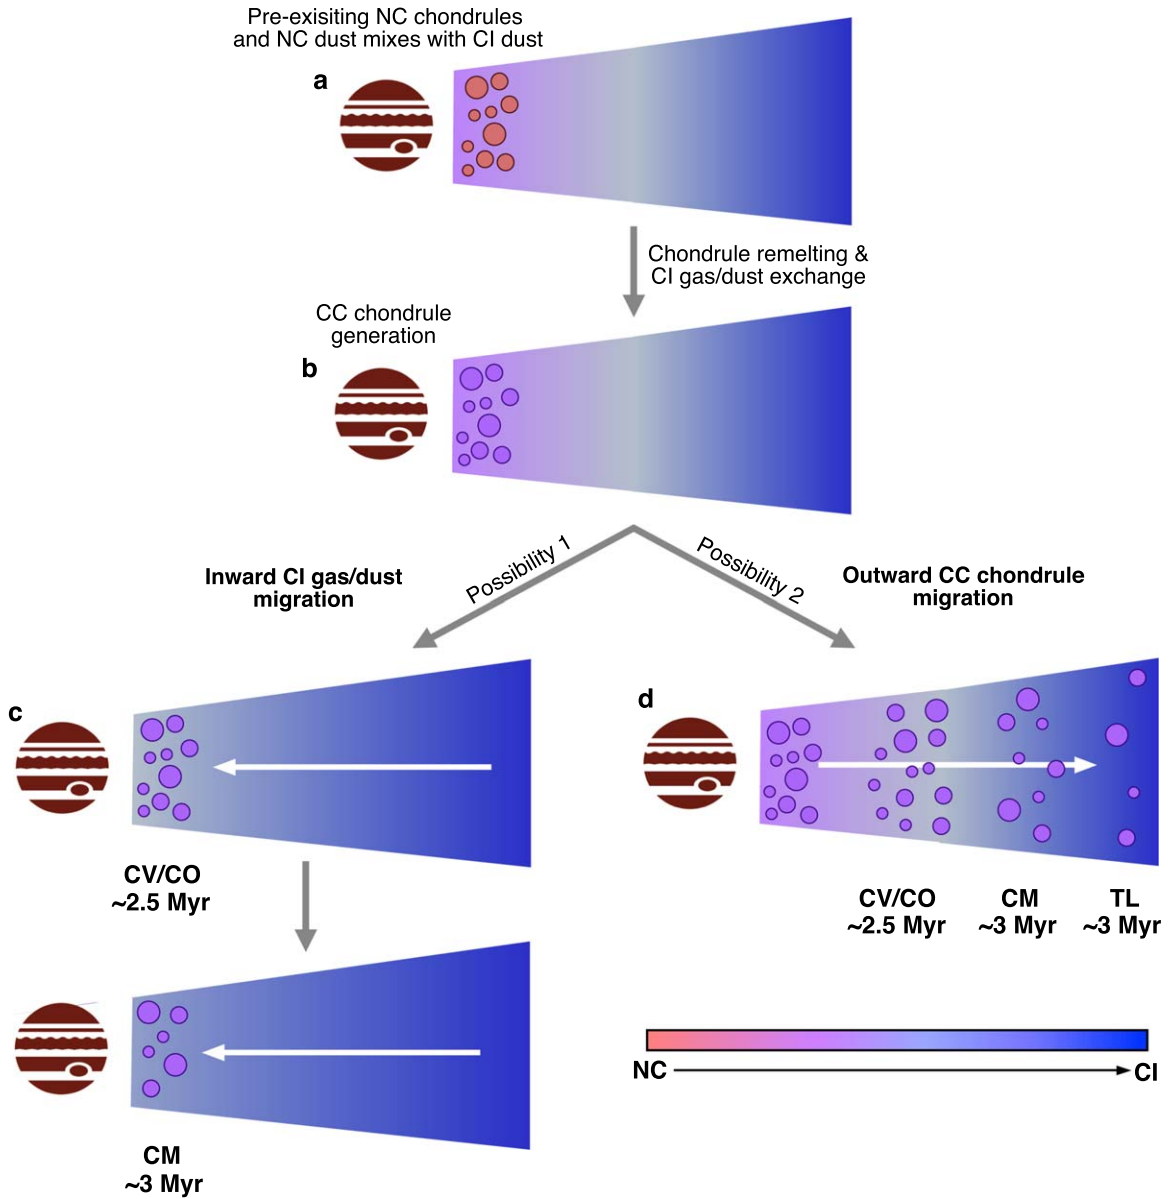 Pre-exisiting NC chondrules
and NC dust mixes with CI dust
a
Chondrule remelting &
CI gas/dust exchange
CC chondrule
generation
b
Possibility 1
Possibility 2
Inward CI gas/dust
migration
Outward CC chondrule
migration
c
d
CV/CO
~2.5 Myr
CV/CO
~2.5 Myr
CM
~3 Myr
TL
~3 Myr
NC
CI
CM
~3 Myr